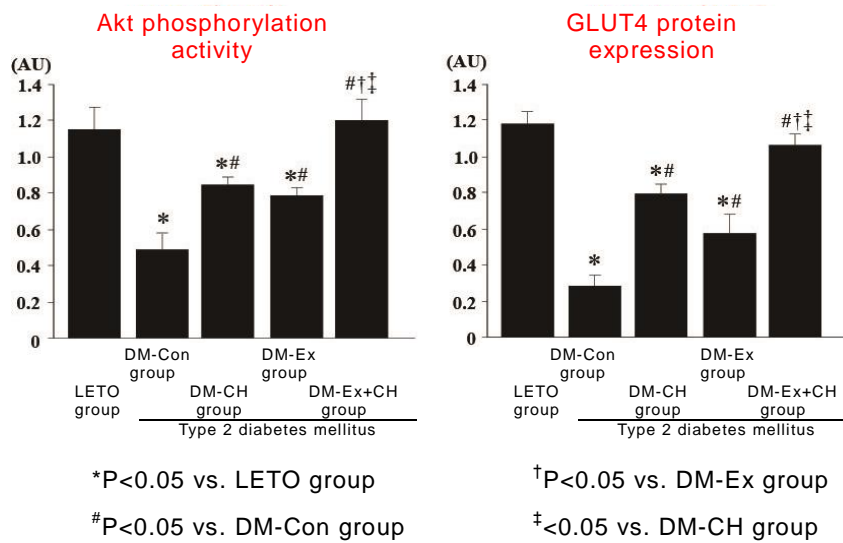 Akt phosphorylation
activity
(AU)
1.4
1.2
1.0
0.8
0.6
0.4
0.2
0
*
*#
*#
#†‡
DM-Con
group
DM-Ex
group
LETO
group
DM-CH
group
DM-Ex+CH
group
Type 2 diabetes mellitus
GLUT4 protein
expression
(AU)
1.4
1.2
1.0
0.8
0.6
0.4
0.2
0
*
*#
*#
#†‡
DM-Con
group
DM-Ex
group
LETO
group
DM-CH
group
DM-Ex+CH
group
Type 2 diabetes mellitus
*P<0.05 vs. LETO group
#P<0.05 vs. DM-Con group
†P<0.05 vs. DM-Ex group
‡<0.05 vs. DM-CH group